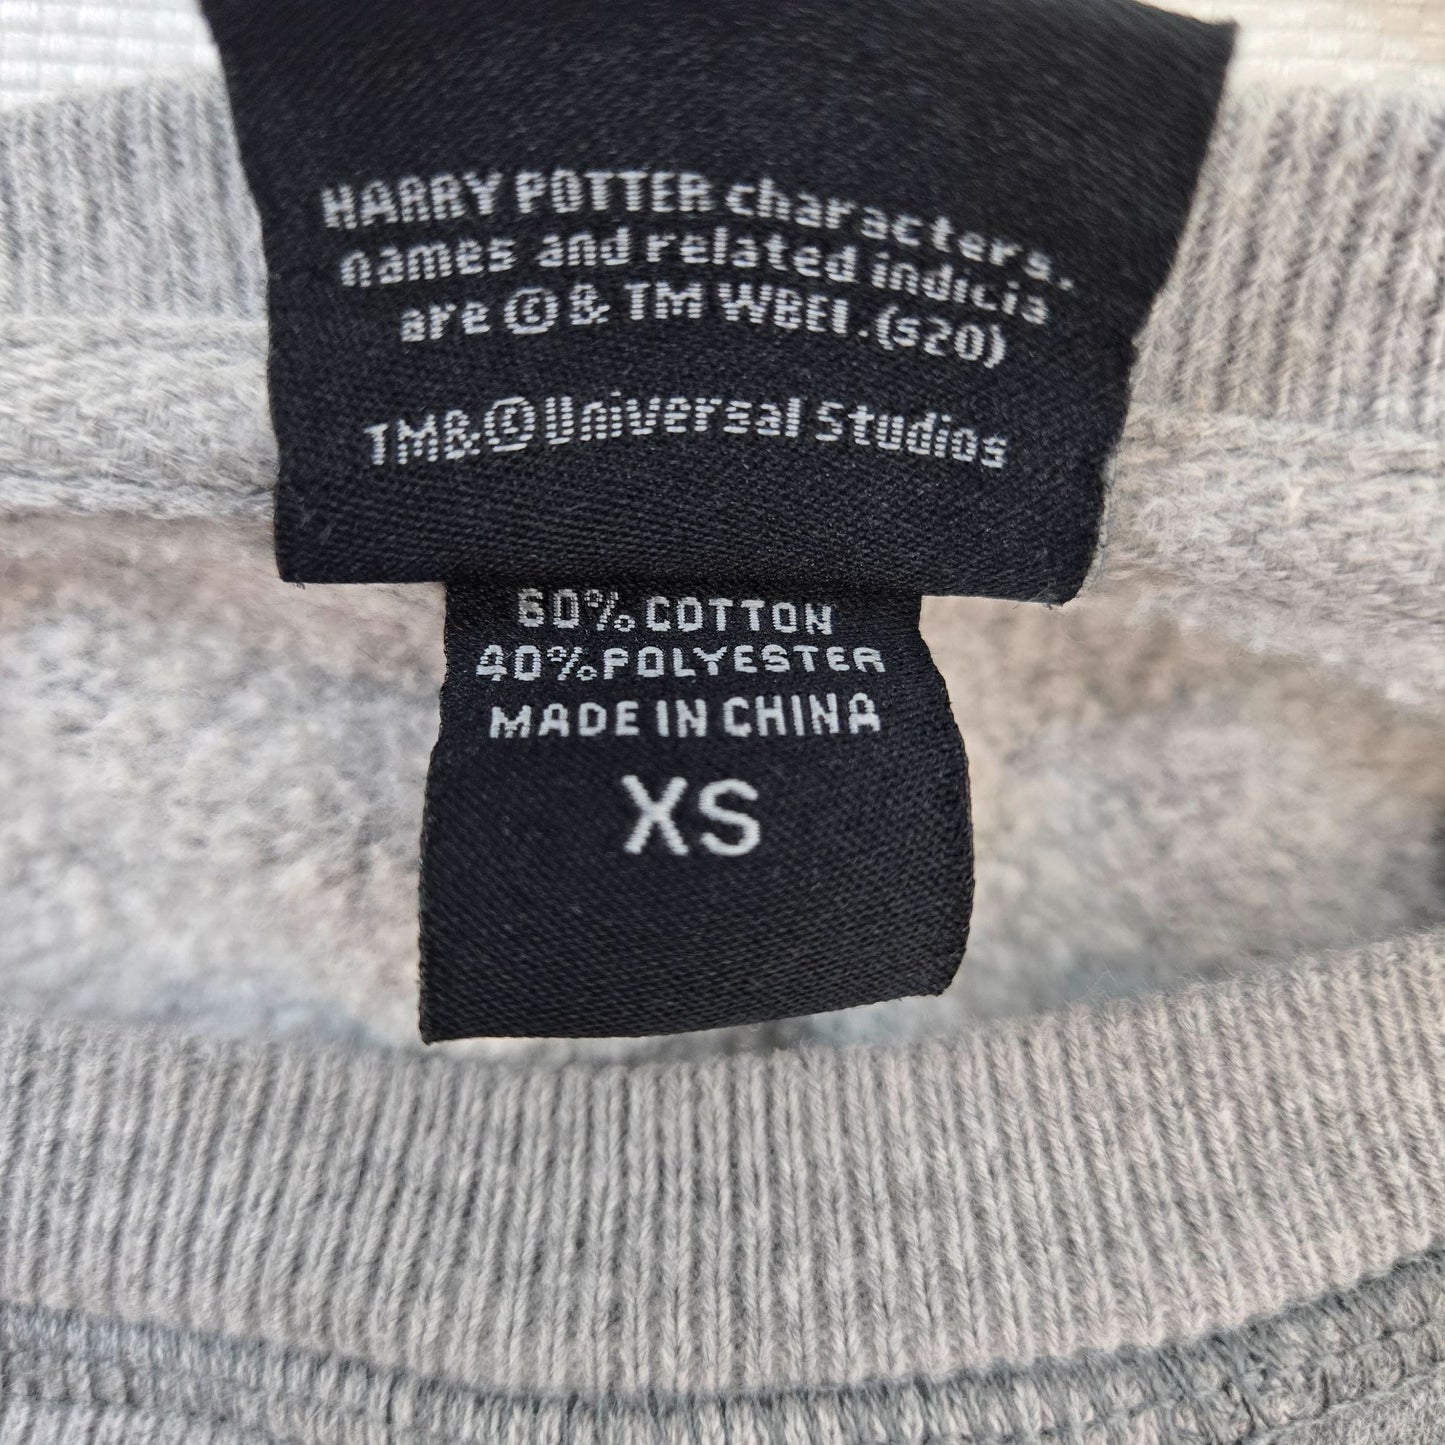 HARRY POTTER characters,
names and related indicia
are © & TM WBEI. (s20)
TM & © Universal Studios
60% COTTON
40% POLYESTER
MADE IN CHINA
XS